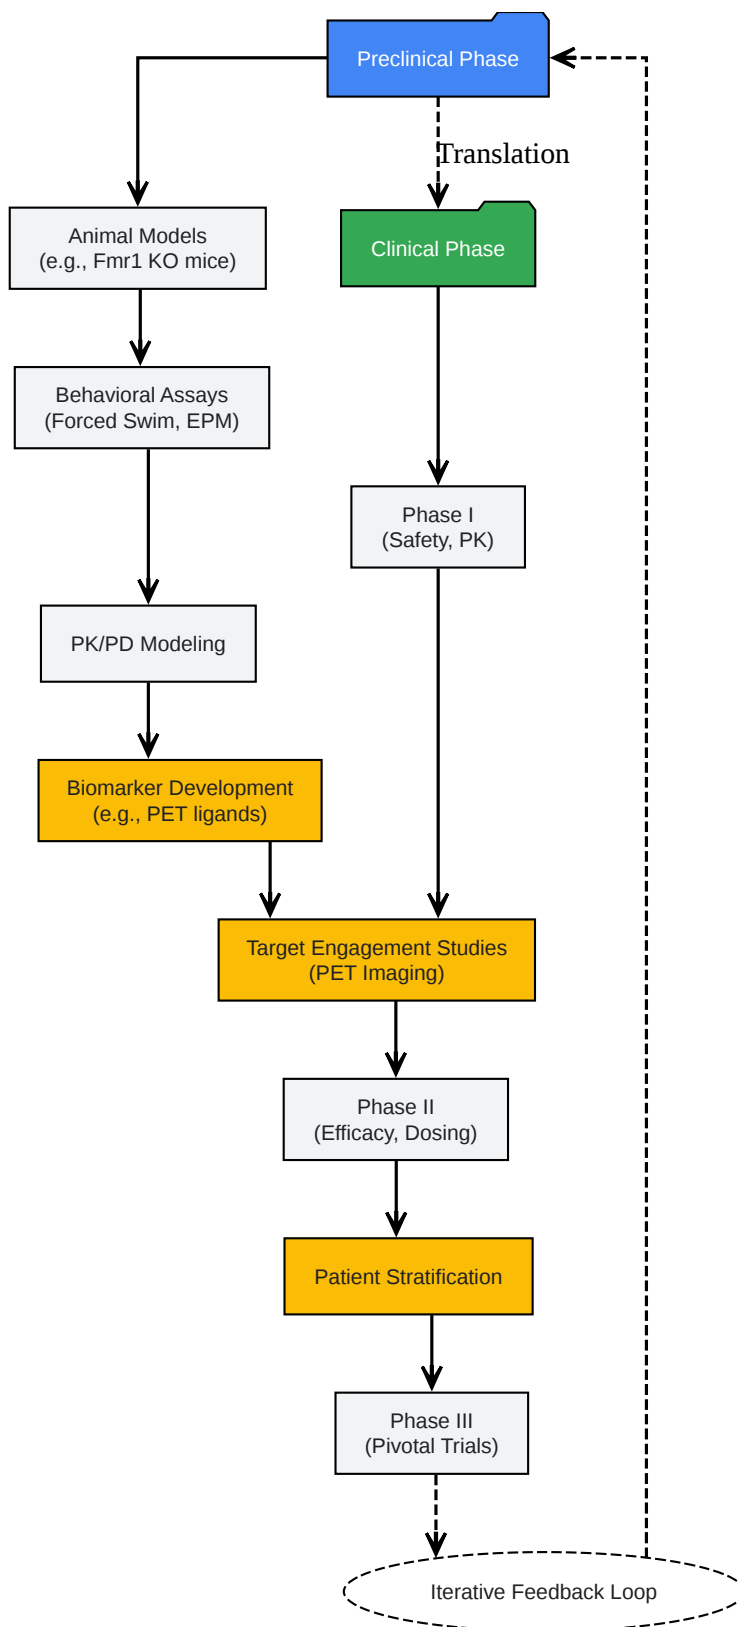 Preclinical Phase
Translation
Animal Models
(e.g., Fmr1 KO mice)
Clinical Phase
Behavioral Assays
(Forced Swim, EPM)
Phase I
(Safety, PK)
PK/PD Modeling
Biomarker Development
(e.g., PET ligands)
Target Engagement Studies
(PET Imaging)
Phase II
(Efficacy, Dosing)
Patient Stratification
Phase III
(Pivotal Trials)
Iterative Feedback Loop